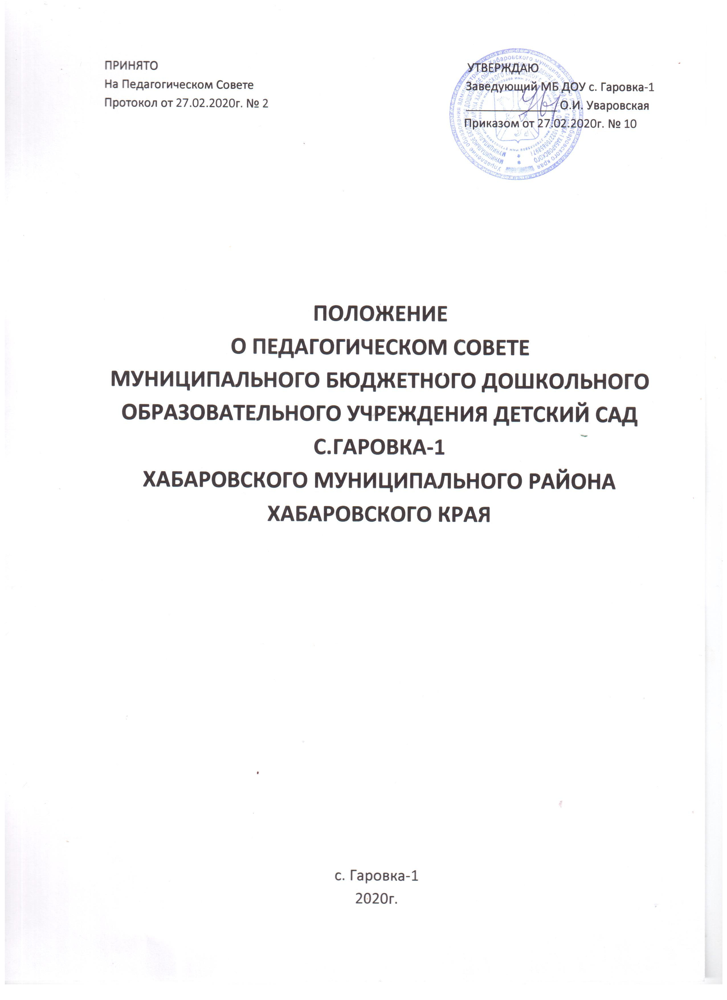 ПРИНЯТО
На Педагогическом Совете
Протокол от 27.02.2020г. № 2
УТВЕРЖДАЮ
Заведующий МБ ДОУ с. Гаровка-1
О.И. Уваровская
Приказом от 27.02.2020г. № 10
ПОЛОЖЕНИЕ
О ПЕДАГОГИЧЕСКОМ СОВЕТЕ
МУНИЦИПАЛЬНОГО БЮДЖЕТНОГО ДОШКОЛЬНОГО
ОБРАЗОВАТЕЛЬНОГО УЧРЕЖДЕНИЯ ДЕТСКИЙ САД
С.ГАРОВКА-1
ХАБАРОВСКОГО МУНИЦИПАЛЬНОГО РАЙОНА
ХАБАРОВСКОГО КРАЯ
с. Гаровка-1
2020г.